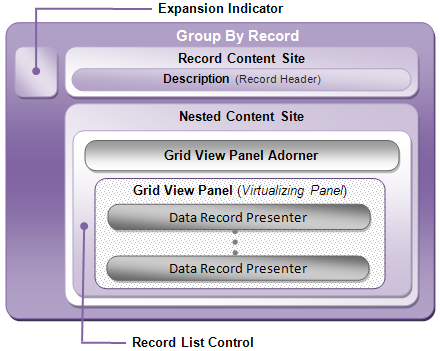 Expansion Indicator
Group By Record
Record Content Site
Description (Record Header)
Nested Content Site
Grid View Panel Adorner
Grid View Panel (Virtualizing Panel)
Data Record Presenter
Data Record Presenter
Record List Control